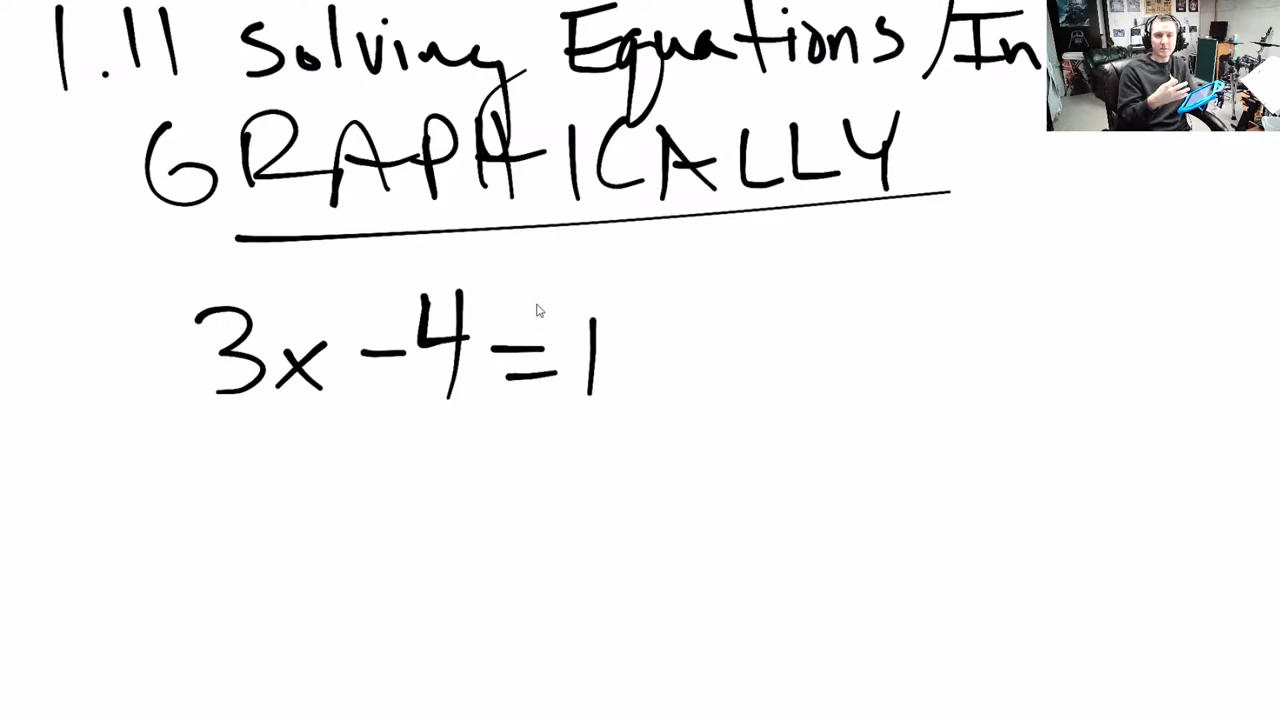 1.11 Solving Equations/In
GRAPHICALLY
3x - 4 = 1